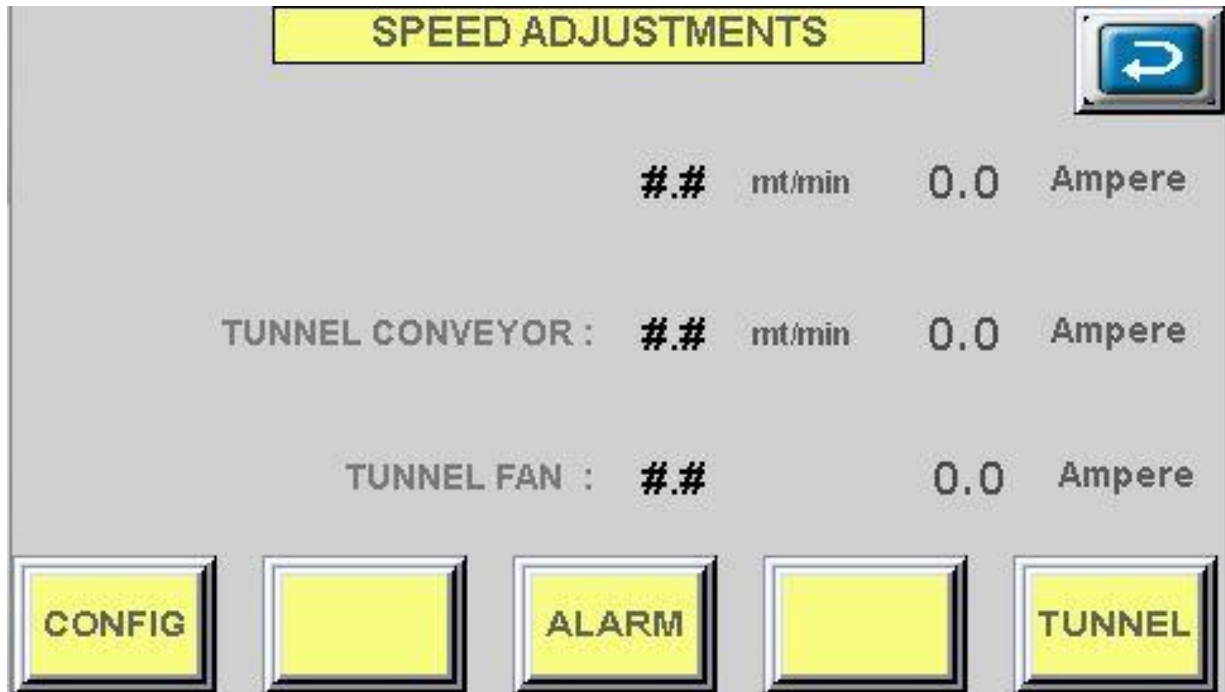 SPEED ADJUSTMENTS
#.# mt/min 0.0 Ampere
TUNNEL CONVEYOR : #.# mt/min 0.0 Ampere
TUNNEL FAN : #.# 0.0 Ampere
CONFIG ALARM TUNNEL